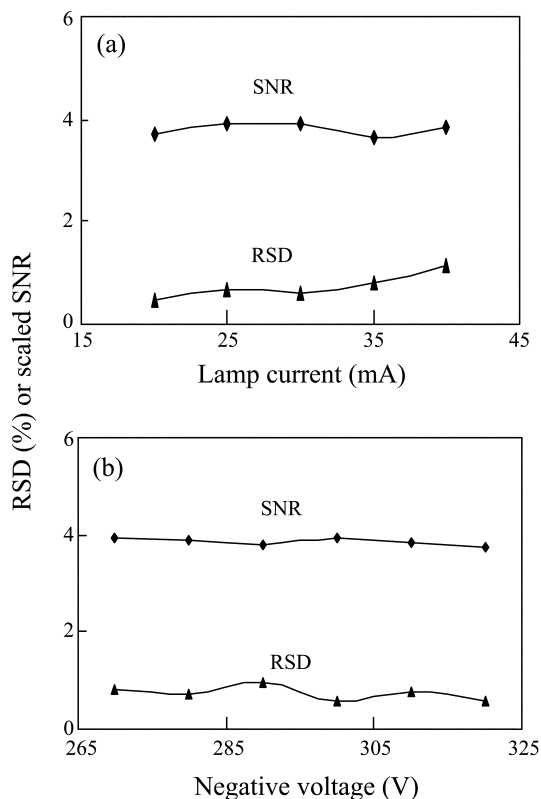 6
(a)
SNR
4
2
RSD
0
15 25 35 45
Lamp current (mA)
RSD (%) or scaled SNR
6
(b)
SNR
4
2
RSD
0
265 285 305 325
Negative voltage (V)